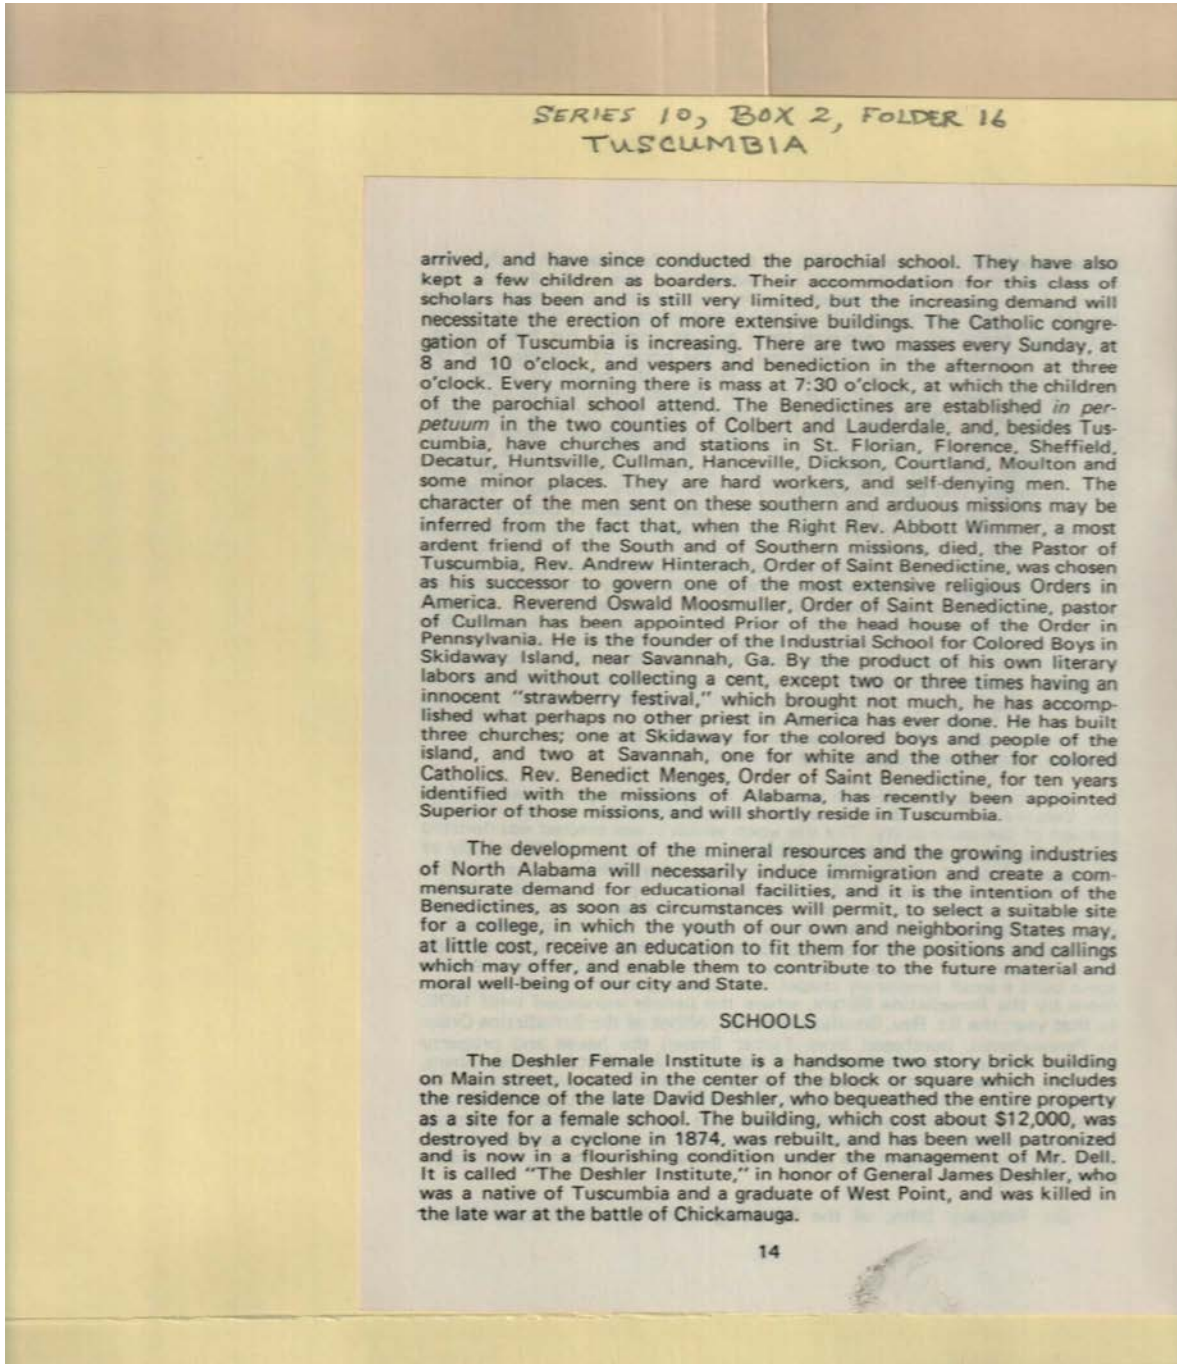 SERIES 10, BOX 2, FOLDER 16
TUSCUMBIA
arrived, and have since conducted the parochial school. They have also
kept a few children as boarders. Their accommodation for this class of
scholars has been and is still very limited, but the increasing demand will
necessitate the erection of more extensive buildings. The Catholic congre-
gation of Tuscumbia is increasing. There are two masses every Sunday, at
8 and 10 o'clock, and vespers and benediction in the afternoon at three
o'clock. Every morning there is mass at 7:30 o'clock, at which the children
of the parochial school attend. The Benedictines are established in per-
petuum in the two counties of Colbert and Lauderdale, and, besides Tus-
cumbia, have churches and stations in St. Florian, Florence, Sheffield,
Decatur, Huntsville, Cullman, Hanceville, Dickson, Courtland, Moulton and
some minor places. They are hard workers, and self-denying men. The
character of the men sent on these southern and arduous missions may be
inferred from the fact that, when the Right Rev. Abbott Wimmer, a most
ardent friend of the South and of Southern missions, died, the Pastor of
Tuscumbia, Rev. Andrew Hinterach, Order of Saint Benedictine, was chosen
as his successor to govern one of the most extensive religious Orders in
America. Reverend Oswald Moosmuller, Order of Saint Benedictine, pastor
of Cullman has been appointed Prior of the head house of the Order in
Pennsylvania. He is the founder of the Industrial School for Colored Boys in
Skidaway Island, near Savannah, Ga. By the product of his own literary
labors and without collecting a cent, except two or three times having an
innocent "strawberry festival," which brought not much, he has accomp-
lished what perhaps no other priest in America has ever done. He has built
three churches; one at Skidaway for the colored boys and people of the
island, and two at Savannah, one for white and the other for colored
Catholics. Rev. Benedict Menges, Order of Saint Benedictine, for ten years
identified with the missions of Alabama, has recently been appointed
Superior of those missions, and will shortly reside in Tuscumbia.
The development of the mineral resources and the growing industries
of North Alabama will necessarily induce immigration and create a com-
mensurate demand for educational facilities, and it is the intention of the
Benedictines, as soon as circumstances will permit, to select a suitable site
for a college, in which the youth of our own and neighboring States may,
at little cost, receive an education to fit them for the positions and callings
which may offer, and enable them to contribute to the future material and
moral well-being of our city and State.
SCHOOLS
The Deshler Female Institute is a handsome two story brick building
on Main street, located in the center of the block or square which includes
the residence of the late David Deshler, who bequeathed the entire property
as a site for a female school. The building, which cost about $12,000, was
destroyed by a cyclone in 1874, was rebuilt, and has been well patronized
and is now in a flourishing condition under the management of Mr. Dell.
It is called "The Deshler Institute," in honor of General James Deshler, who
was a native of Tuscumbia and a graduate of West Point, and was killed in
the late war at the battle of Chickamauga.
14